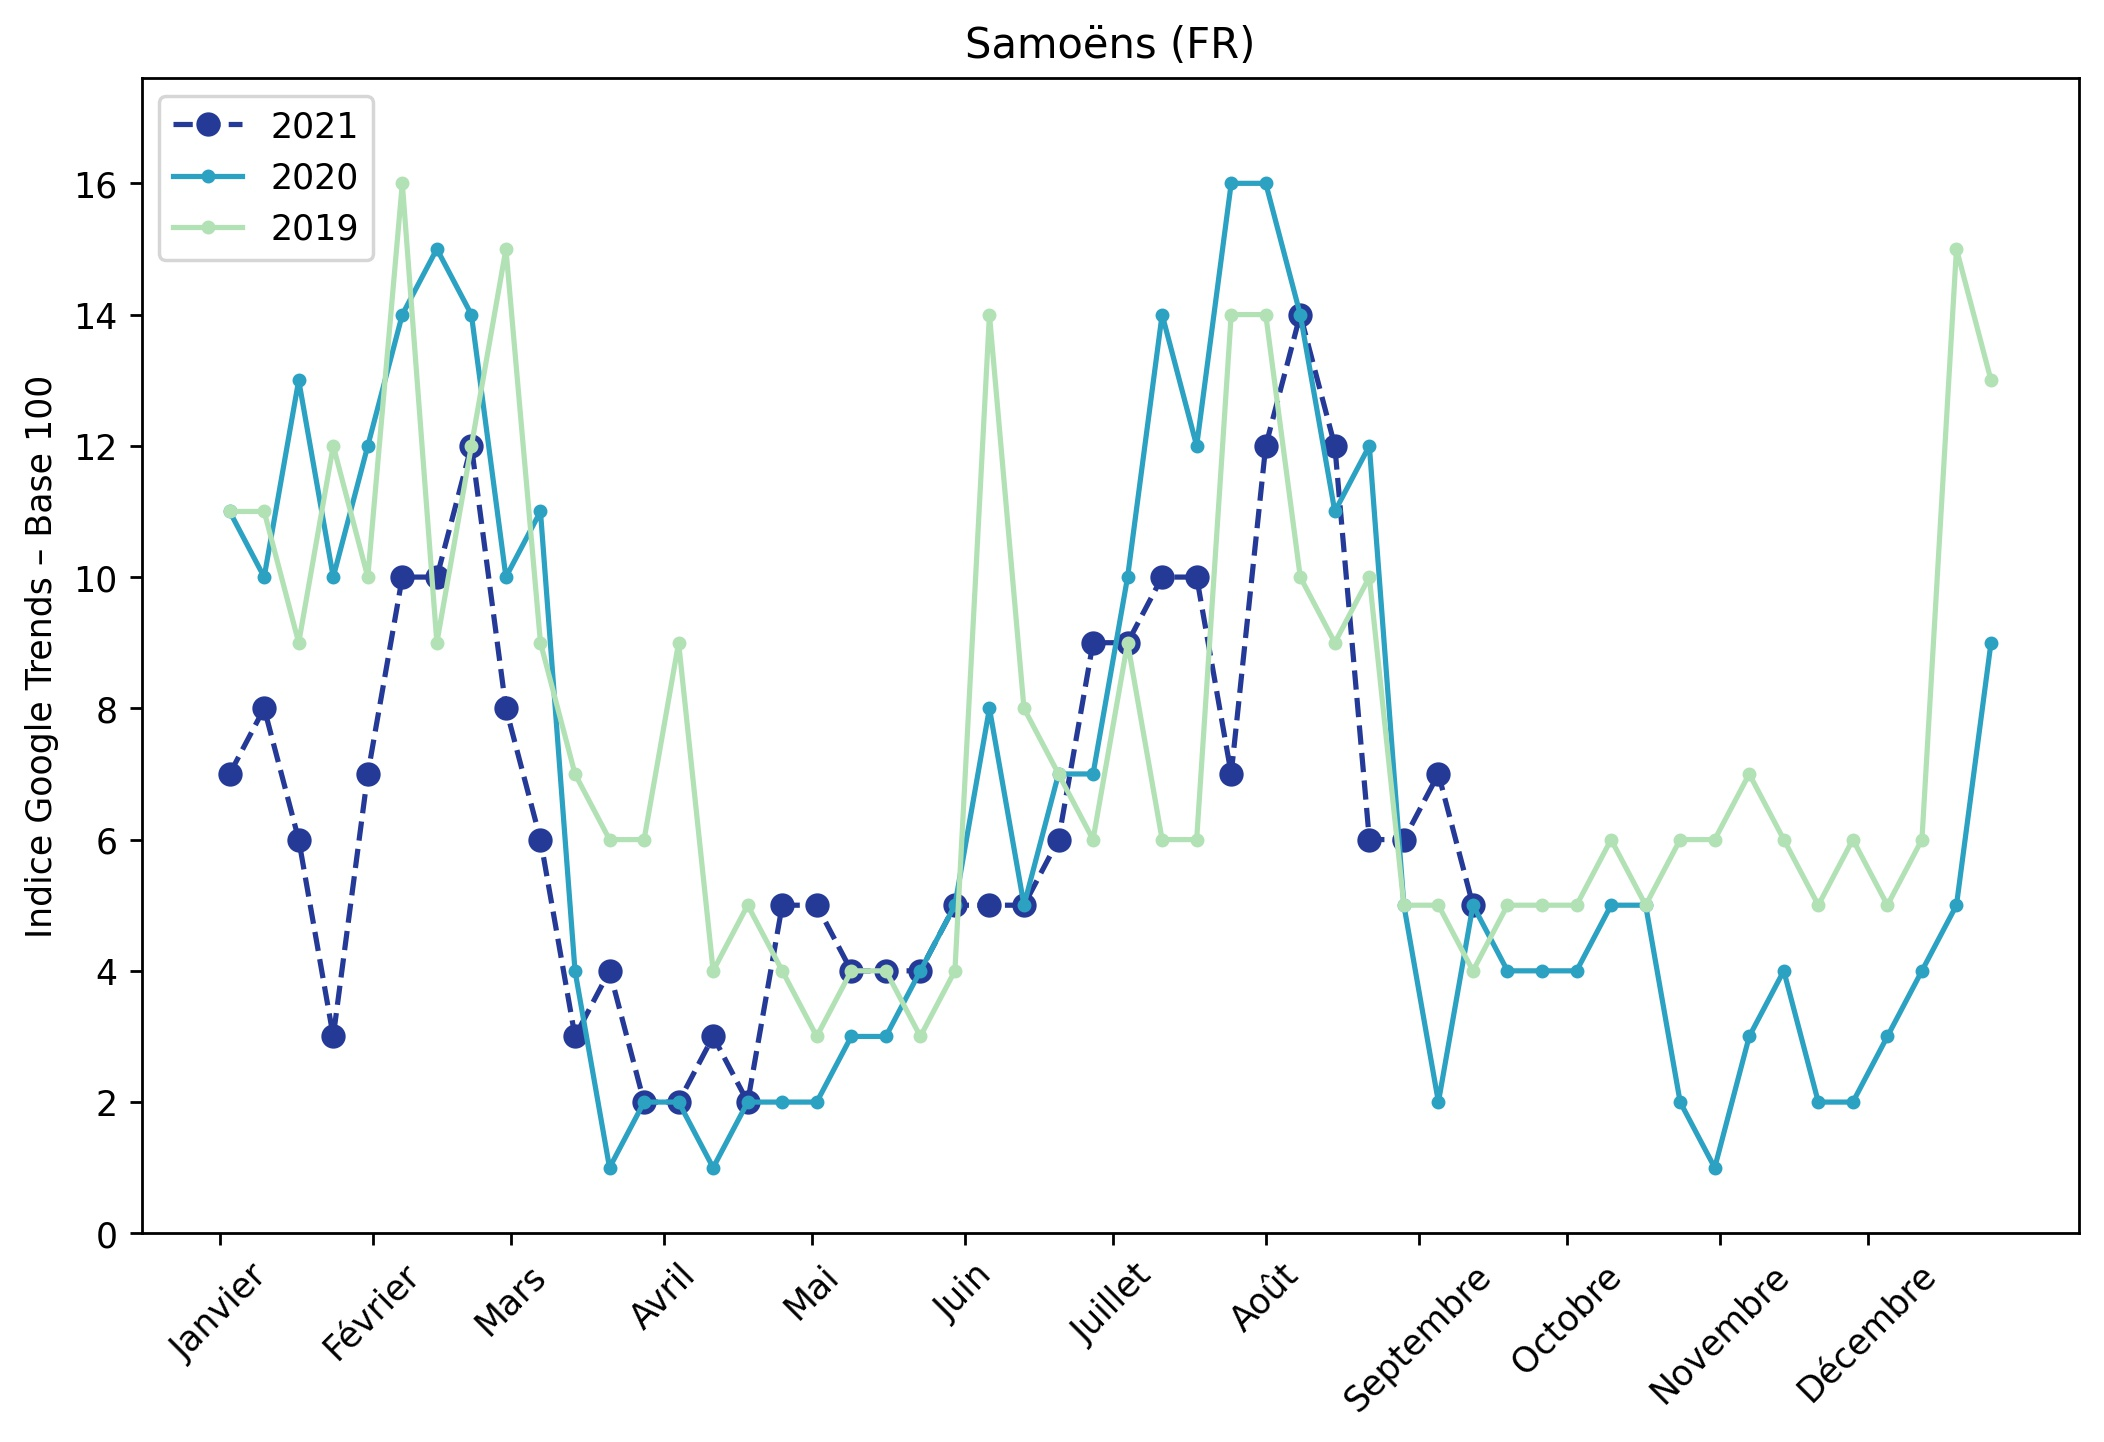 Samoëns (FR)
2021
2020
2019
Indice Google Trends – Base 100
16
14
12
10
8
6
4
2
0
Janvier
Février
Mars
Avril
Mai
Juin
Juillet
Août
Septembre
Octobre
Novembre
Décembre